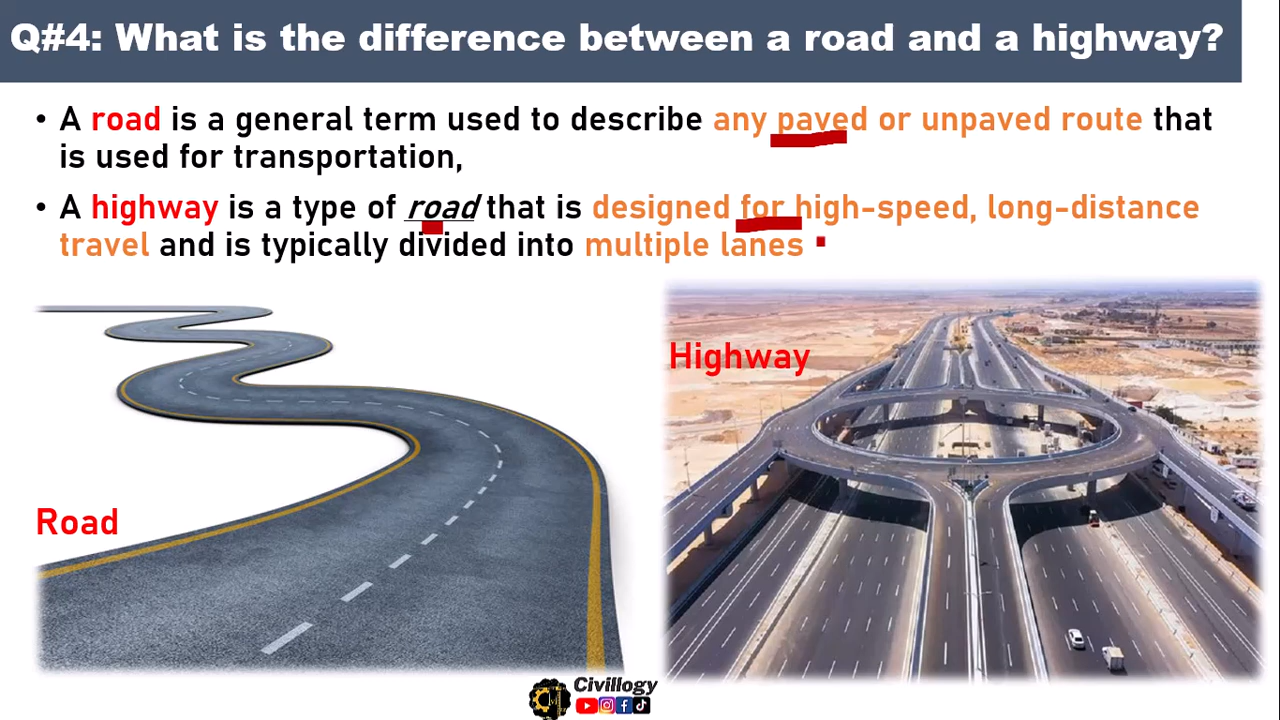 Q#4: What is the difference between a road and a highway?
• A road is a general term used to describe any paved or unpaved route that
is used for transportation,
• A highway is a type of road that is designed for high-speed, long-distance
travel and is typically divided into multiple lanes
Highway
Road
Civillogy